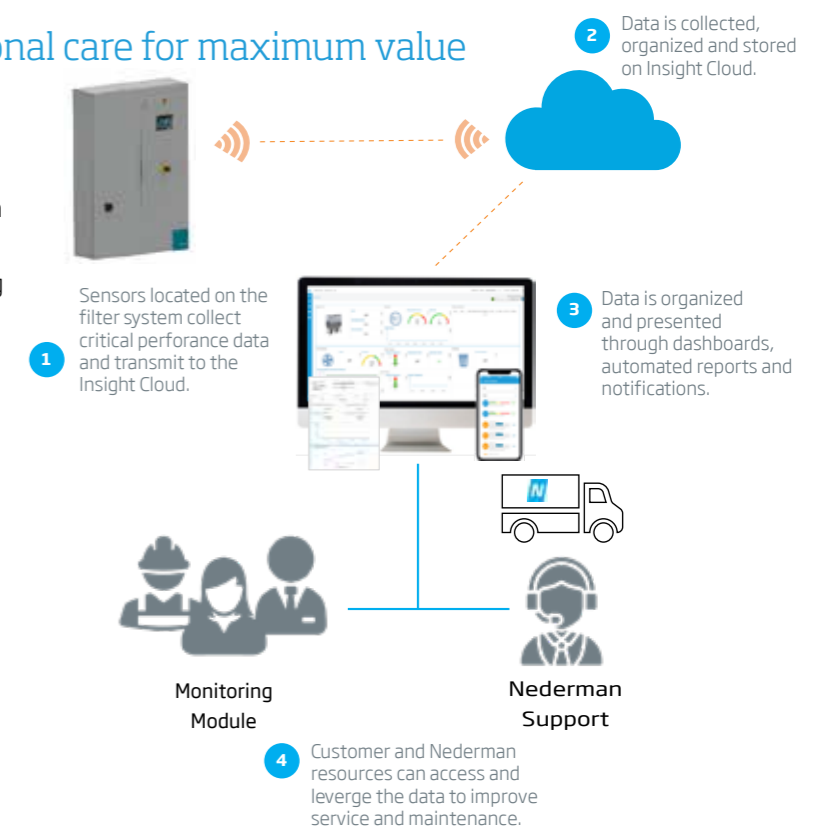 onal care for maximum value
2
Data is collected,
organized and stored
on Insight Cloud.
g
Sensors located on the
filter system collect
critical perforance data
and transmit to the
Insight Cloud.
1
3
Data is organized
and presented
through dashboards,
automated reports and
notifications.
N
Monitoring
Module
Nederman
Support
4
Customer and Nederman
resources can access and
leverge the data to improve
service and maintenance.